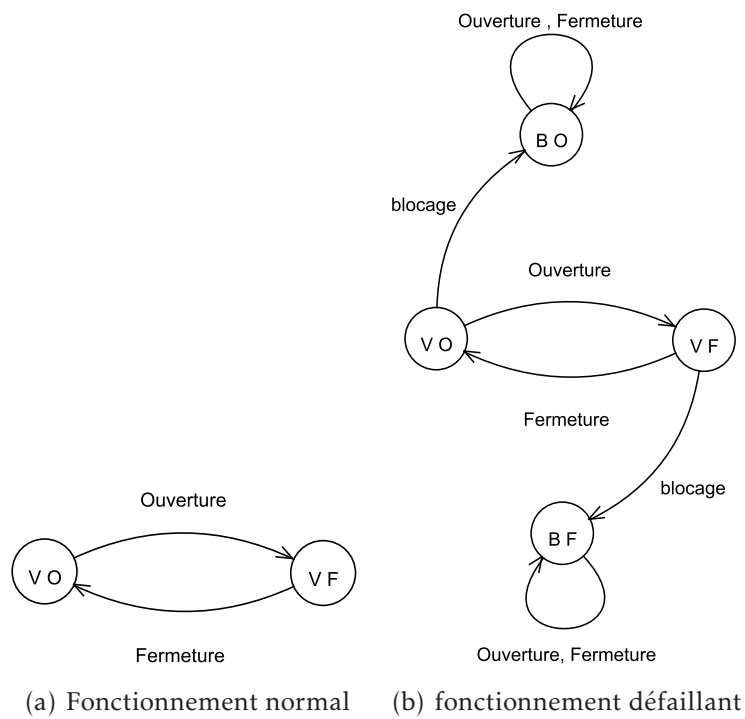 Ouverture , Fermeture
B O
blocage
Ouverture
V O
V F
Fermeture
blocage
B F
Ouverture, Fermeture
Ouverture
V O
V F
Fermeture
(a) Fonctionnement normal
(b) fonctionnement défaillant